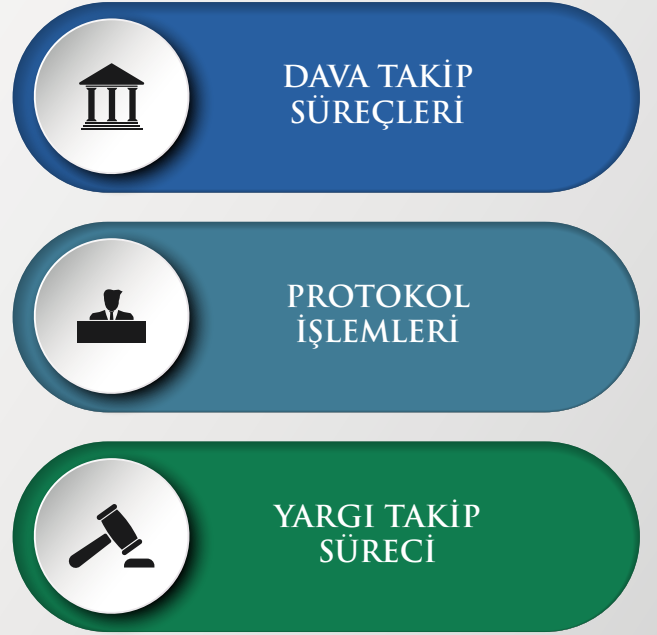 DAVA TAKİP
SÜREÇLERİ
PROTOKOL
İŞLEMLERİ
YARGI TAKİP
SÜRECİ